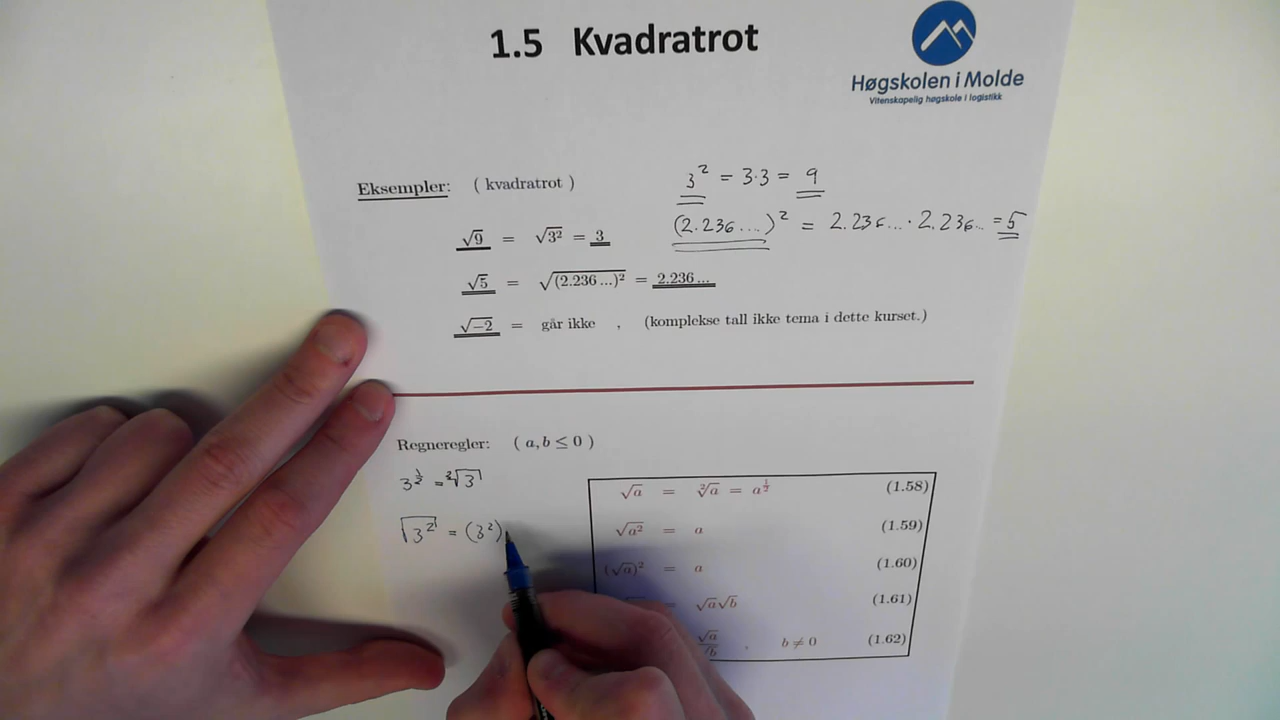 1.5 Kvadratrot
Høgskolen i Molde
Vitenskapelig høgskole i logistikk
Eksempler: ( kvadratrot )
3² = 3·3 = 9
(2.236...)² = 2.236... · 2.236... = 5
√9 = √3² = 3
√5 = √(2.236...)² = 2.236...
√−2 = går ikke , (komplekse tall ikke tema i dette kurset.)
Regneregler: ( a, b ≤ 0 )
3^½ = ²√3
√3² = (3²)
√a = ²√a = a^½ (1.58)
√a² = a (1.59)
(√a)² = a (1.60)
= √a√b (1.61)
√a/√b , b ≠ 0 (1.62)